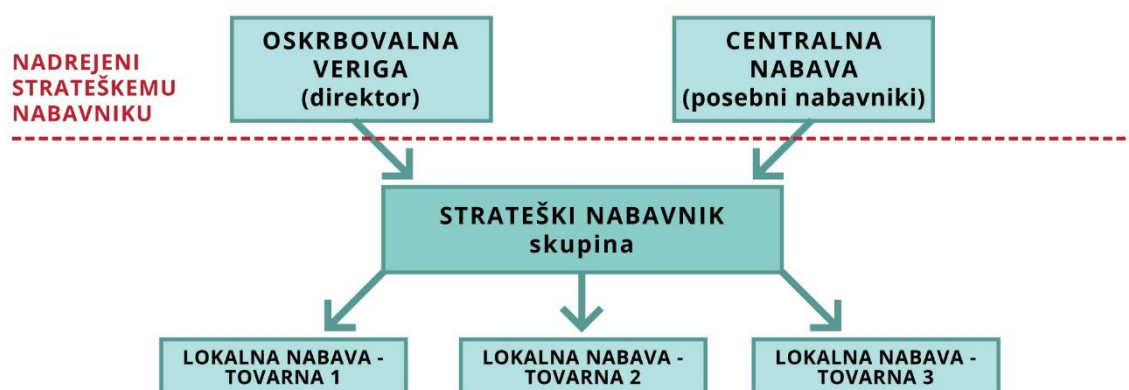 OSKRBOVALNA
VERIGA
(direktor)
CENTRALNA
NABAVA
(posebni nabavniki)
NADREJENI
STRATEŠKEMU
NABAVNIKU
STRATEŠKI NABAVNIK
skupina
LOKALNA NABAVA -
TOVARNA 1
LOKALNA NABAVA -
TOVARNA 2
LOKALNA NABAVA -
TOVARNA 3